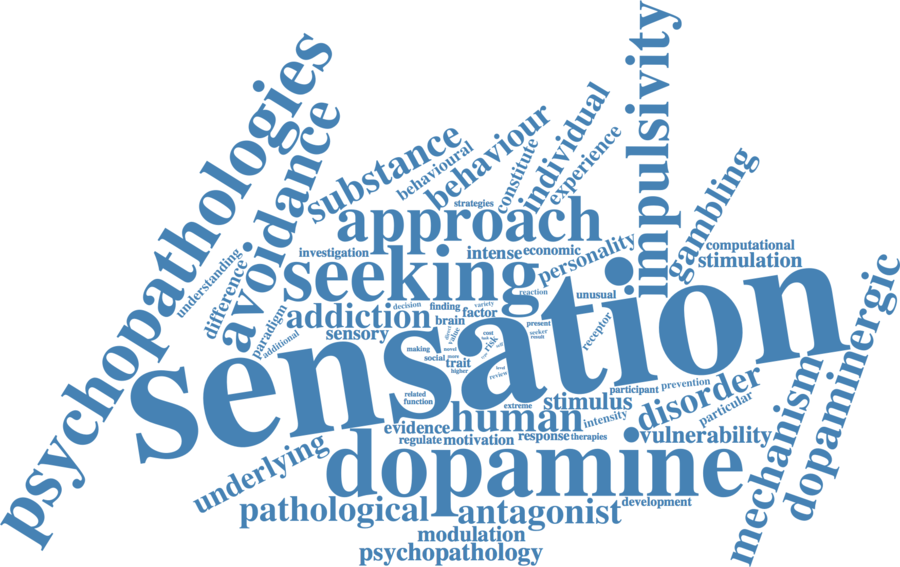 psychopathologies
avoidance
impulsivity
substance
behavioural
behaviour
constitute
individual
experience
strategies
approach
gambling
computational
stimulation
understanding
difference
investigation
intense
economic
personality
seeking
reaction
unusual
dopaminergic
paradigm
additional
addiction
decision
finding
variety
factor
sensory
brain
direct
value
cost
risk
present
seeker
result
receptor
sensation
making
social
novel
more
trait
higher
level
review
related
function
extreme
participant
prevention
stimulus
disorder
particular
human
intensity
mechanism
evidence
regulate
motivation
response
therapies
vulnerability
underlying
dopamine
pathological
antagonist
development
modulation
psychopathology